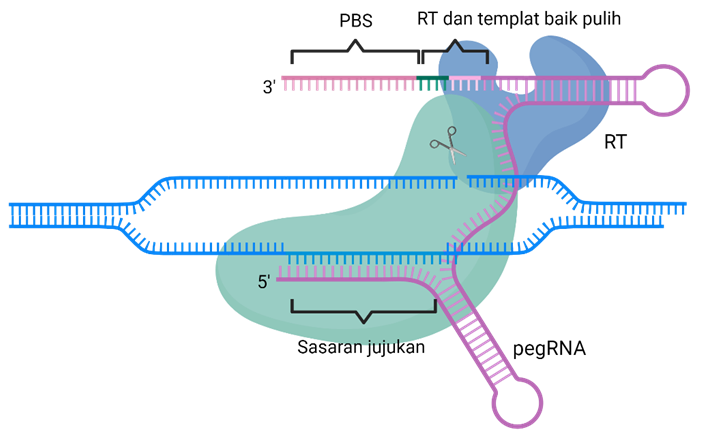 PBS
RT dan templat baik pulih
3'
RT
5'
Sasaran jujukan
pegRNA